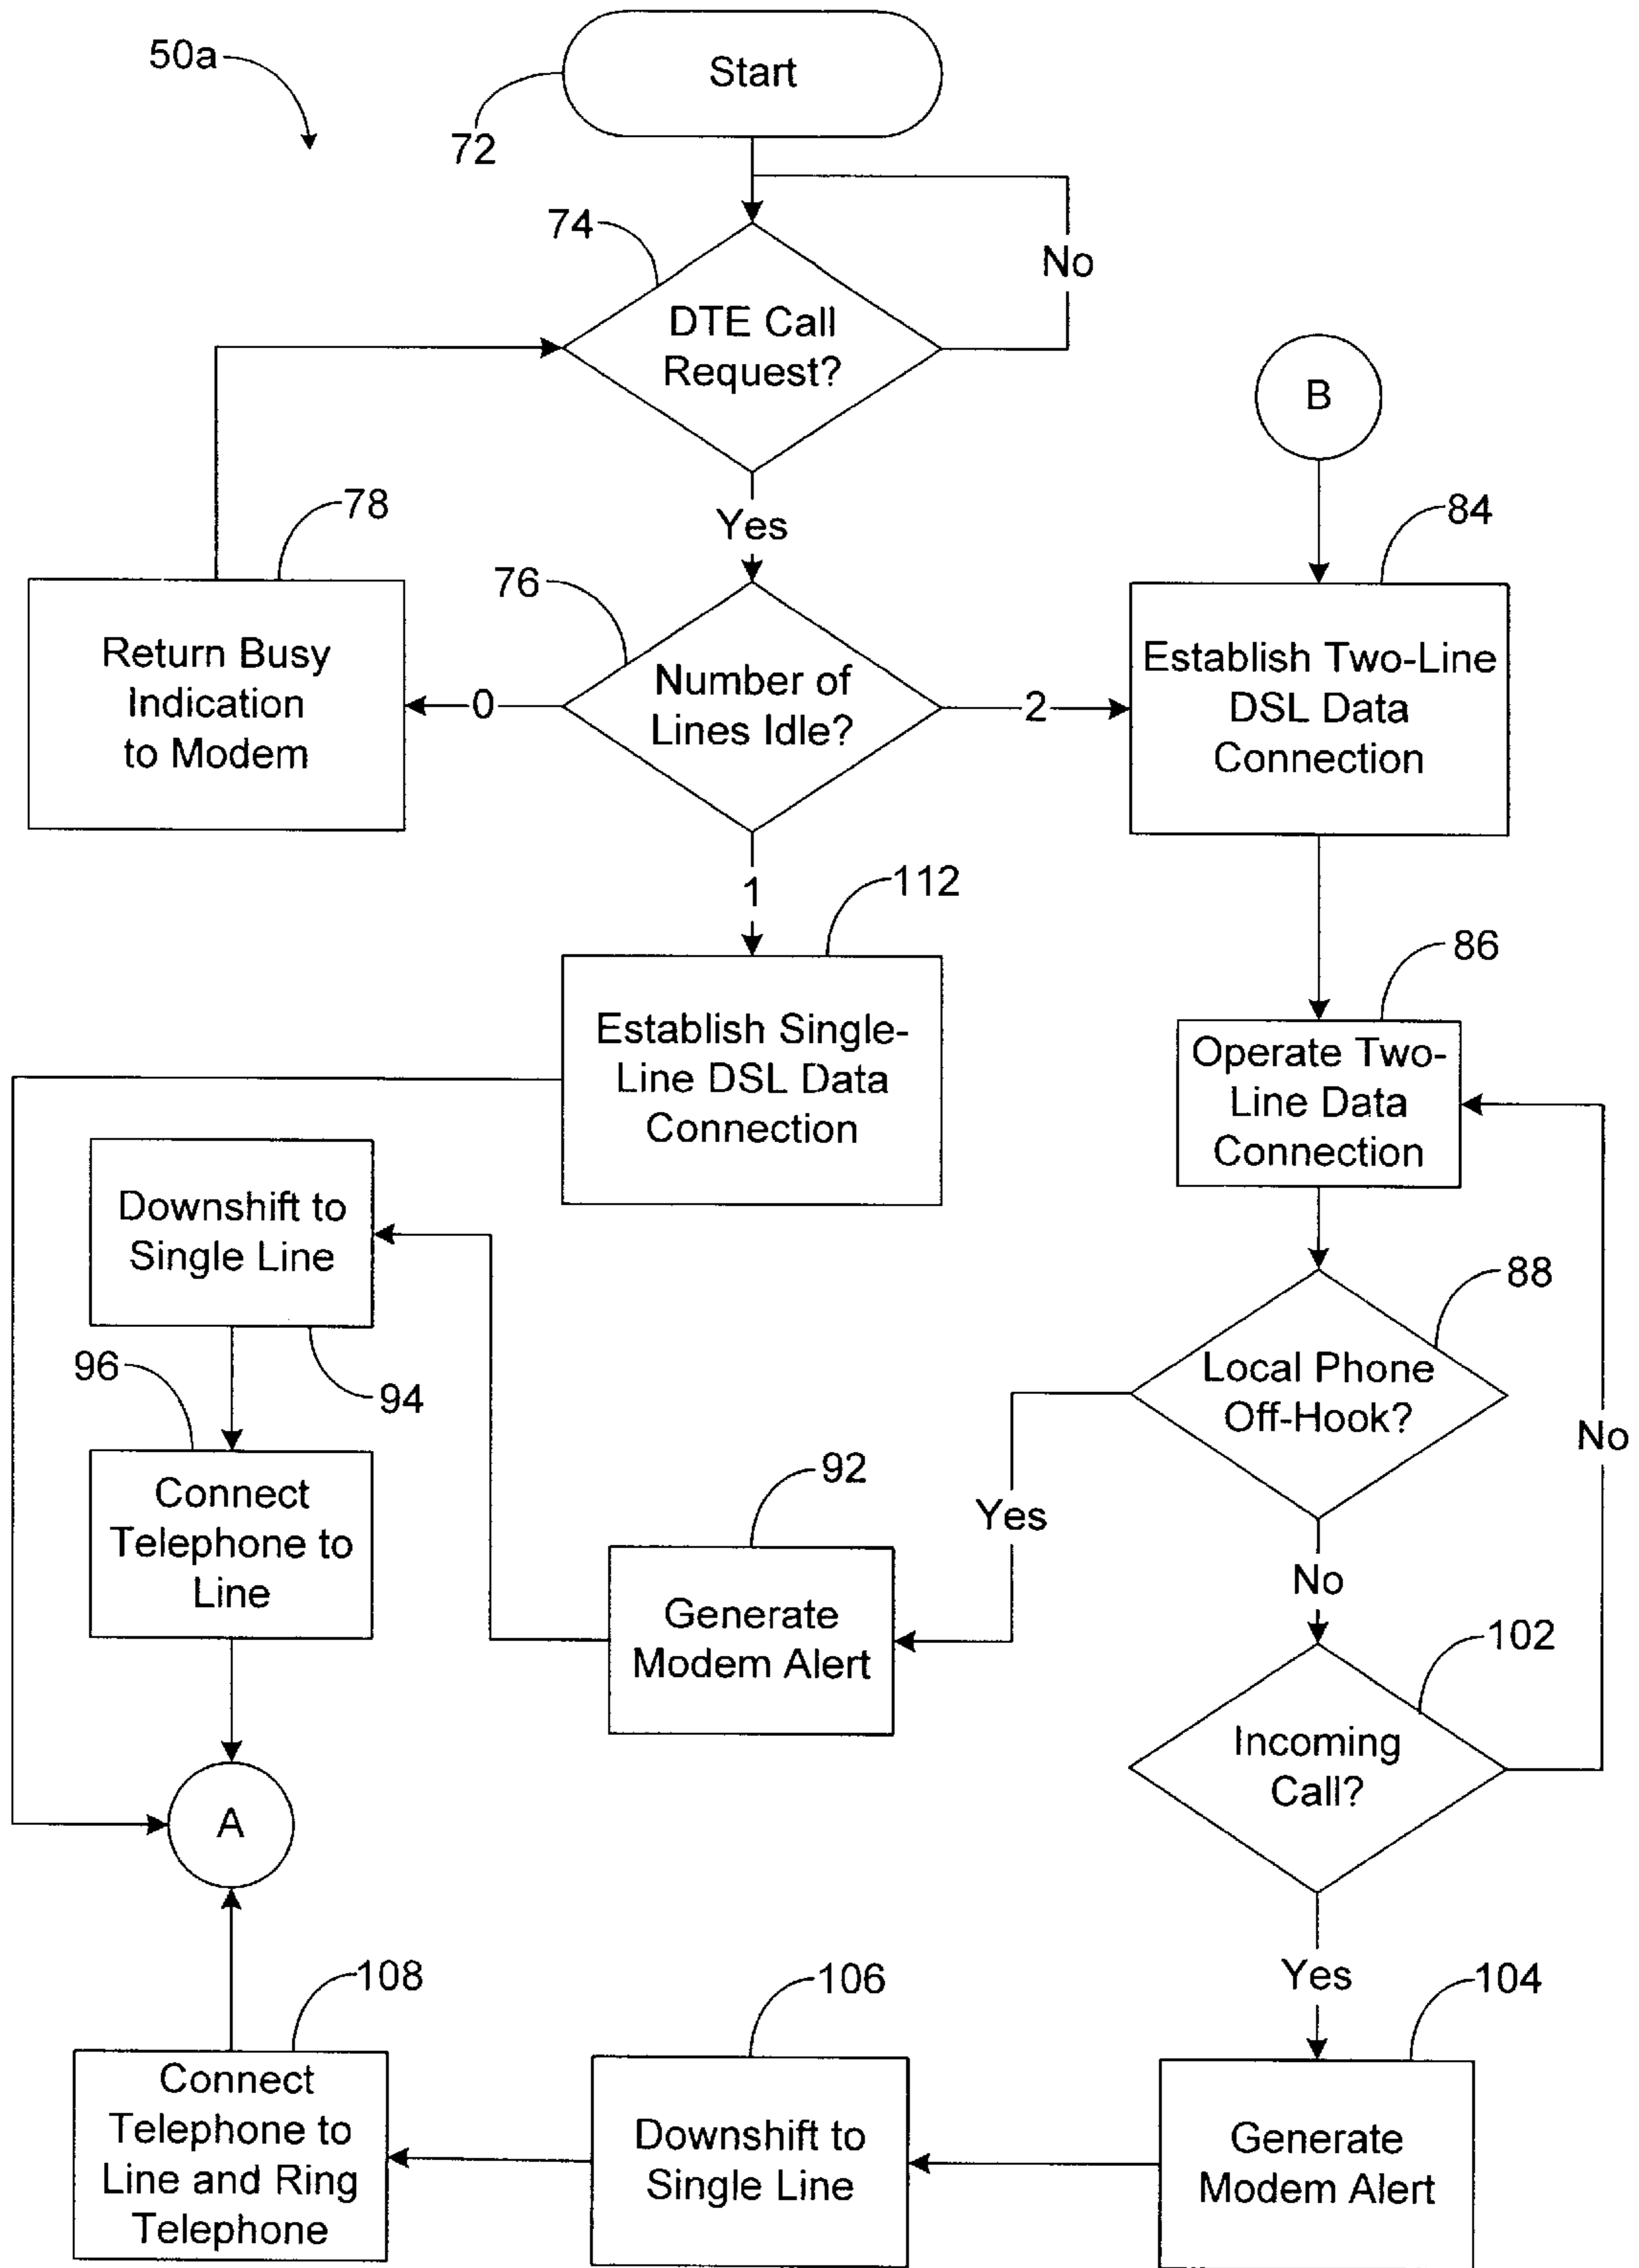 50a
Start
72
74
No
DTE Call
Request?
B
Yes
78
84
76
Return Busy
Indication
to Modem
0
Number of
Lines Idle?
2
Establish Two-Line
DSL Data
Connection
1
112
86
Establish Single-
Line DSL Data
Connection
Operate Two-
Line Data
Connection
Downshift to
Single Line
88
96
94
Local Phone
Off-Hook?
No
Connect
Telephone to
Line
92
Yes
No
Generate
Modem Alert
102
Incoming
Call?
A
Yes
108
106
104
Connect
Telephone to
Line and Ring
Telephone
Downshift to
Single Line
Generate
Modem Alert